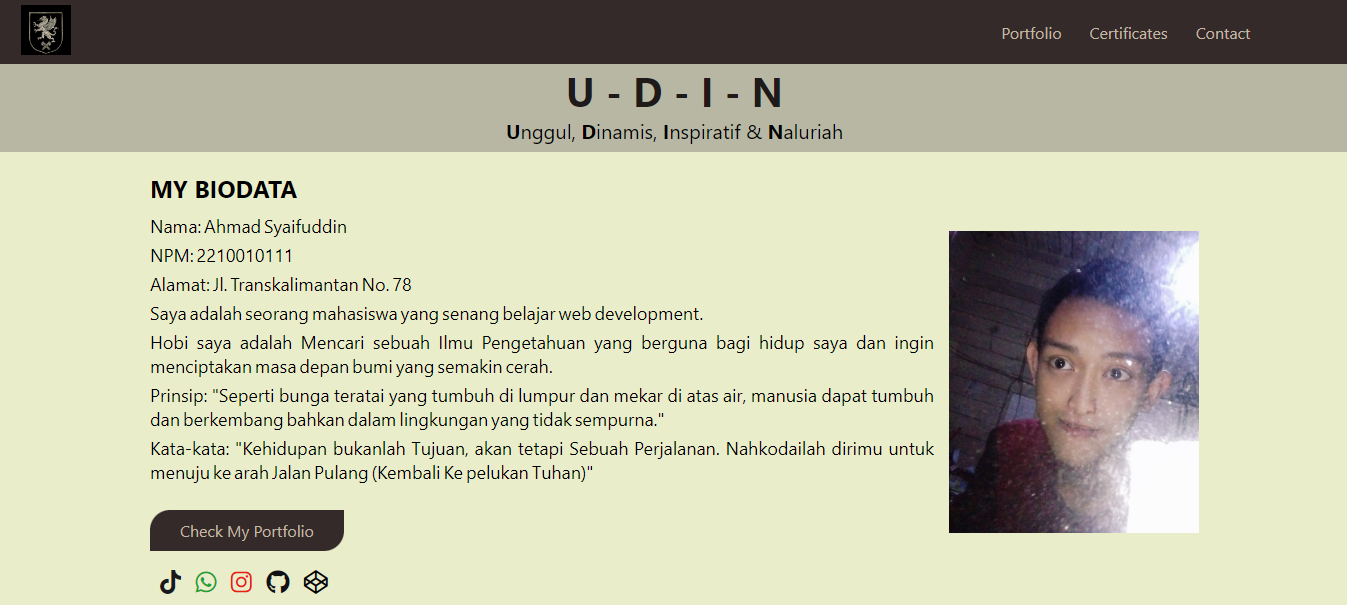 Portfolio Certificates Contact
U - D - I - N
Unggul, Dinamis, Inspiratif & Naluriah
MY BIODATA
Nama: Ahmad Syaifuddin
NPM: 2210010111
Alamat: Jl. Transkalimantan No. 78
Saya adalah seorang mahasiswa yang senang belajar web development.
Hobi saya adalah Mencari sebuah Ilmu Pengetahuan yang berguna bagi hidup saya dan ingin
menciptakan masa depan bumi yang semakin cerah.
Prinsip: "Seperti bunga teratai yang tumbuh di lumpur dan mekar di atas air, manusia dapat tumbuh
dan berkembang bahkan dalam lingkungan yang tidak sempurna."
Kata-kata: "Kehidupan bukanlah Tujuan, akan tetapi Sebuah Perjalanan. Nahkodailah dirimu untuk
menuju ke arah Jalan Pulang (Kembali Ke pelukan Tuhan)"
Check My Portfolio